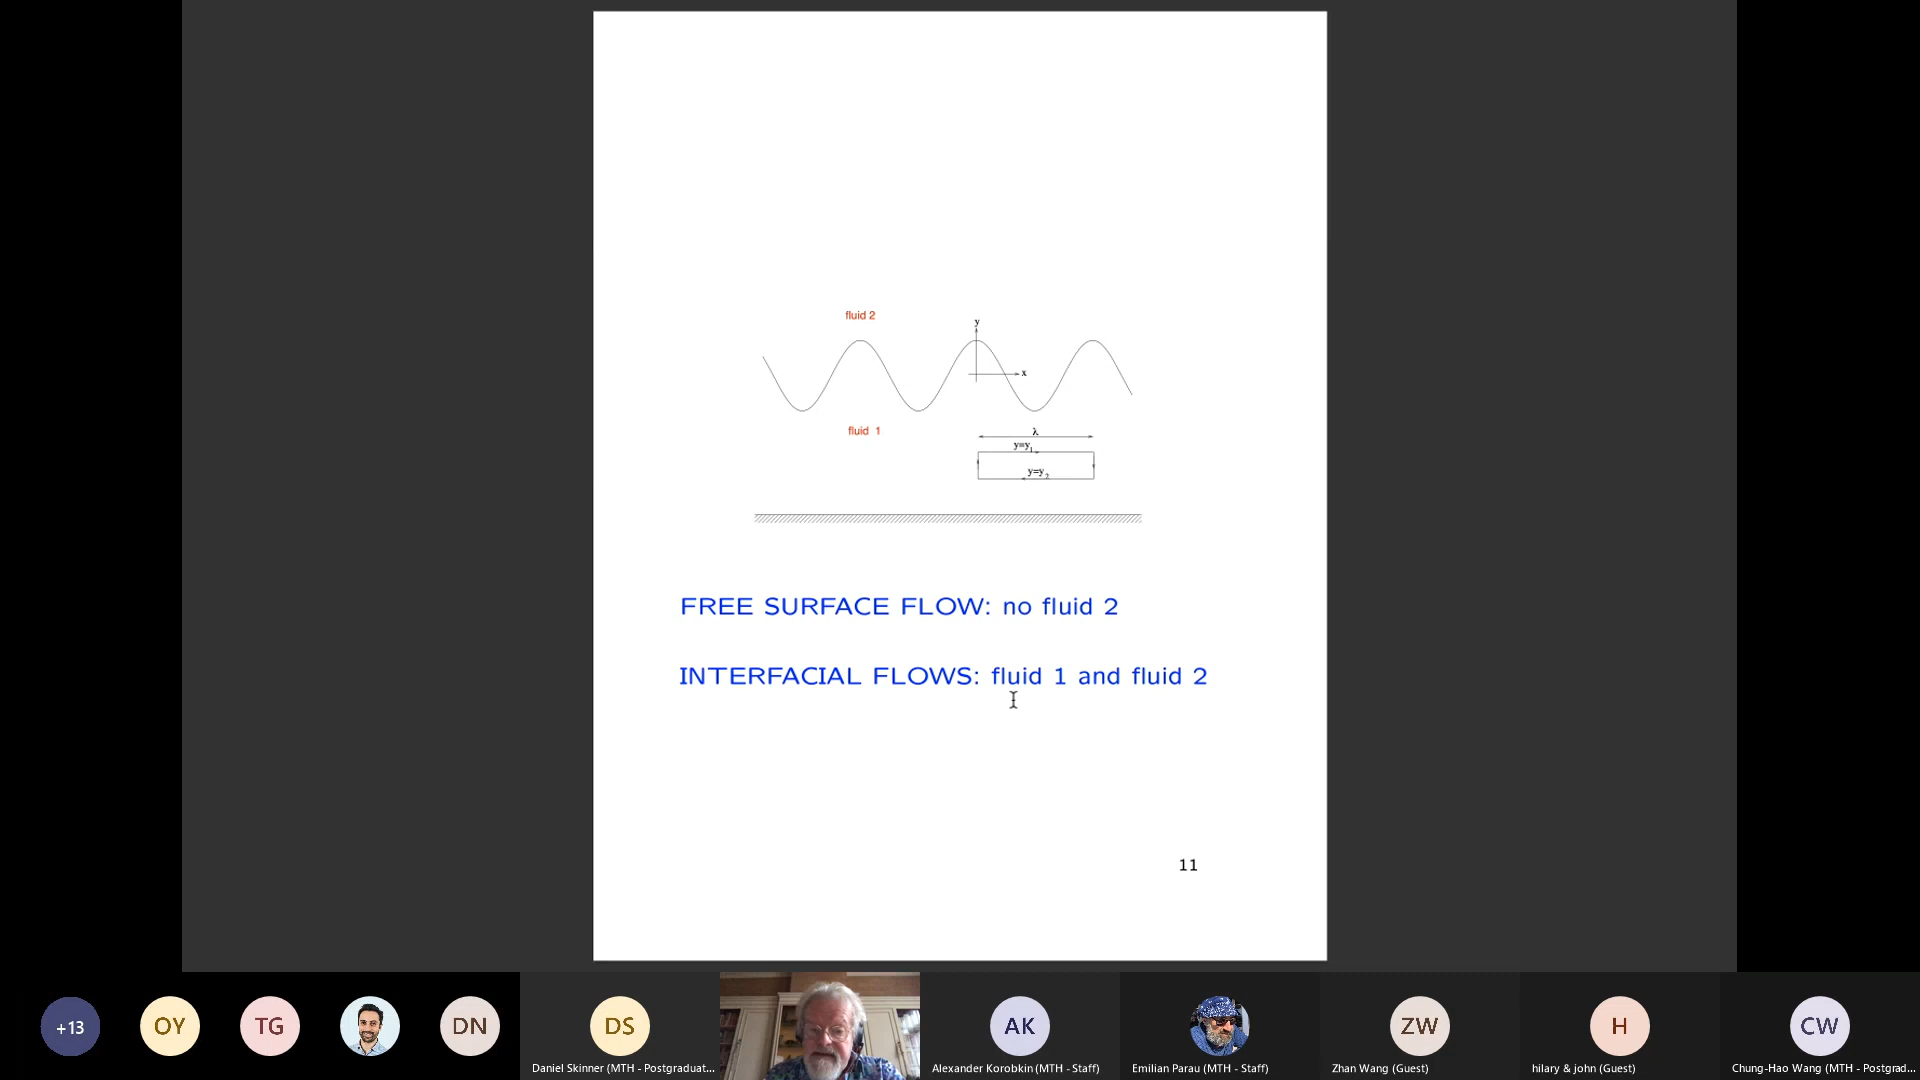 fluid 2
y
x
fluid 1
λ
y=y1
y=y2
FREE SURFACE FLOW: no fluid 2
INTERFACIAL FLOWS: fluid 1 and fluid 2
11
+13
OY
TG
DN
DS
AK
ZW
H
CW
Daniel Skinner (MTH - Postgraduat...
Alexander Korobkin (MTH - Staff)
Emilian Parau (MTH - Staff)
Zhan Wang (Guest)
hilary & john (Guest)
Chung-Hao Wang (MTH - Postgrad...